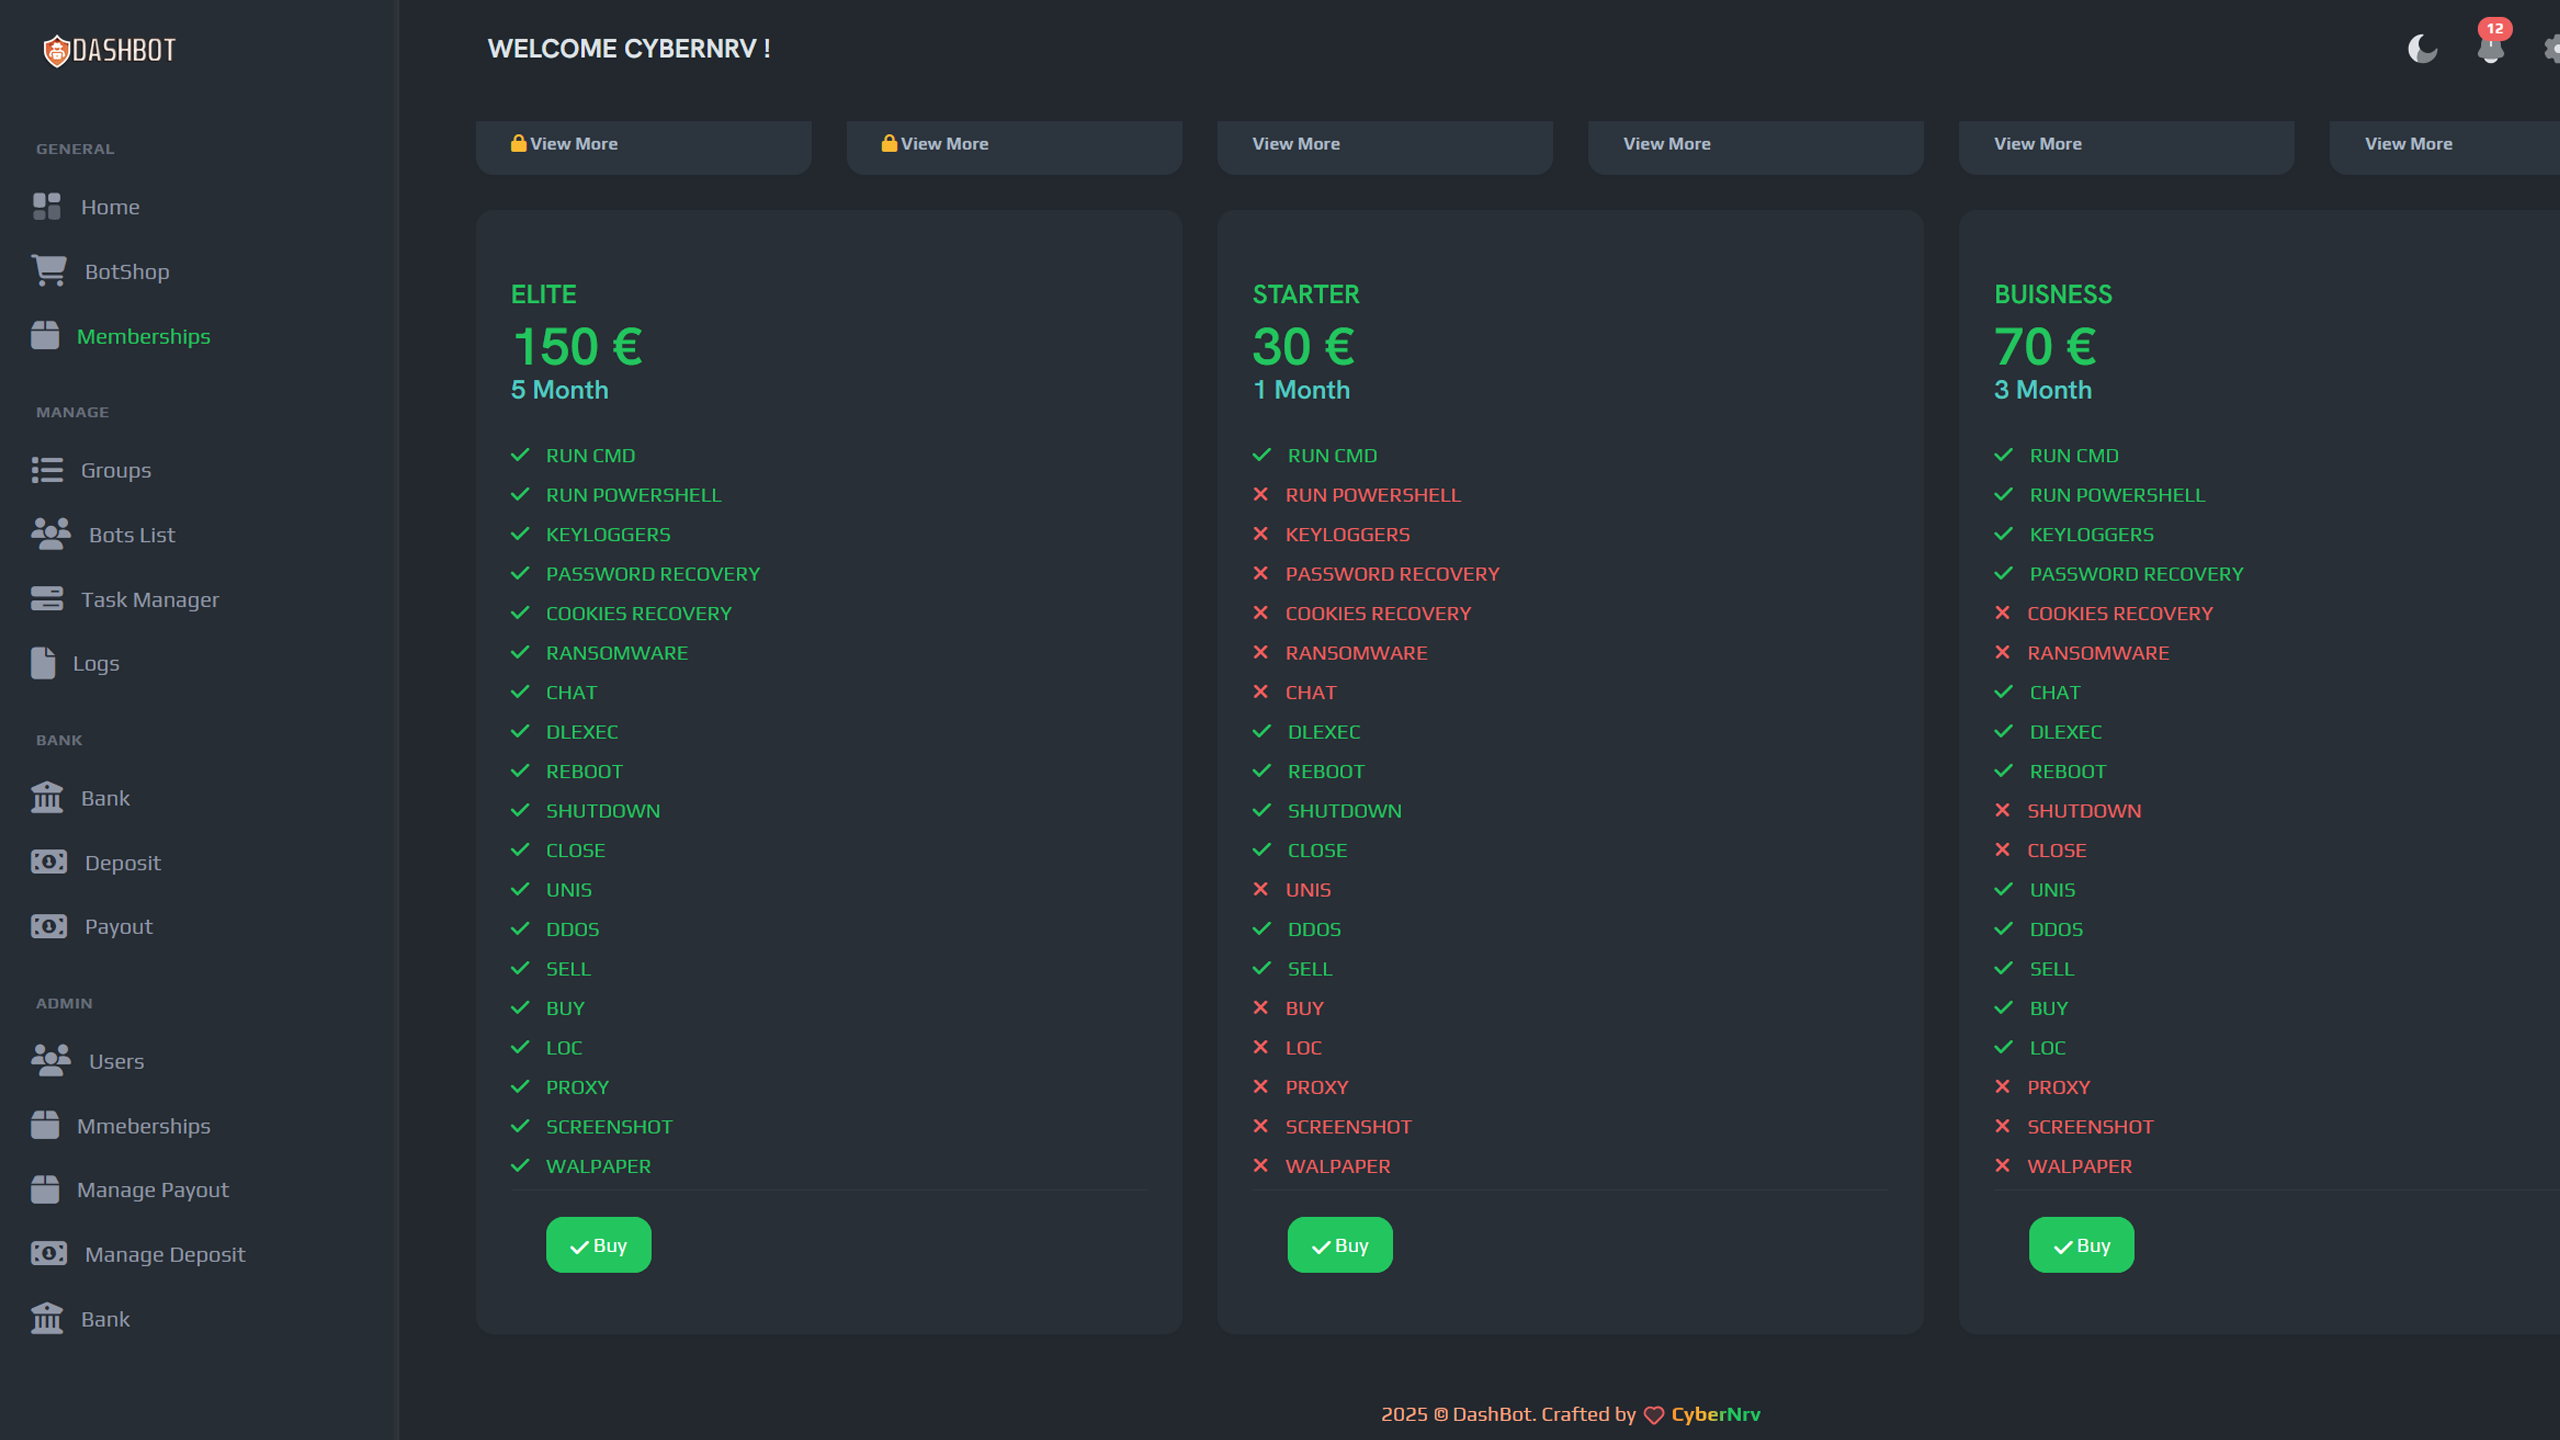 DASHBOT
WELCOME CYBERNRV !
12
GENERAL
Home
BotShop
Memberships
MANAGE
Groups
Bots List
Task Manager
Logs
BANK
Bank
Deposit
Payout
ADMIN
Users
Mmeberships
Manage Payout
Manage Deposit
Bank
View More
View More
View More
View More
View More
View More
ELITE
150 €
5 Month
RUN CMD
RUN POWERSHELL
KEYLOGGERS
PASSWORD RECOVERY
COOKIES RECOVERY
RANSOMWARE
CHAT
DLEXEC
REBOOT
SHUTDOWN
CLOSE
UNIS
DDOS
SELL
BUY
LOC
PROXY
SCREENSHOT
WALPAPER
Buy
STARTER
30 €
1 Month
RUN CMD
RUN POWERSHELL
KEYLOGGERS
PASSWORD RECOVERY
COOKIES RECOVERY
RANSOMWARE
CHAT
DLEXEC
REBOOT
SHUTDOWN
CLOSE
UNIS
DDOS
SELL
BUY
LOC
PROXY
SCREENSHOT
WALPAPER
Buy
BUISNESS
70 €
3 Month
RUN CMD
RUN POWERSHELL
KEYLOGGERS
PASSWORD RECOVERY
COOKIES RECOVERY
RANSOMWARE
CHAT
DLEXEC
REBOOT
SHUTDOWN
CLOSE
UNIS
DDOS
SELL
BUY
LOC
PROXY
SCREENSHOT
WALPAPER
Buy
2025 © DashBot. Crafted by CyberNrv